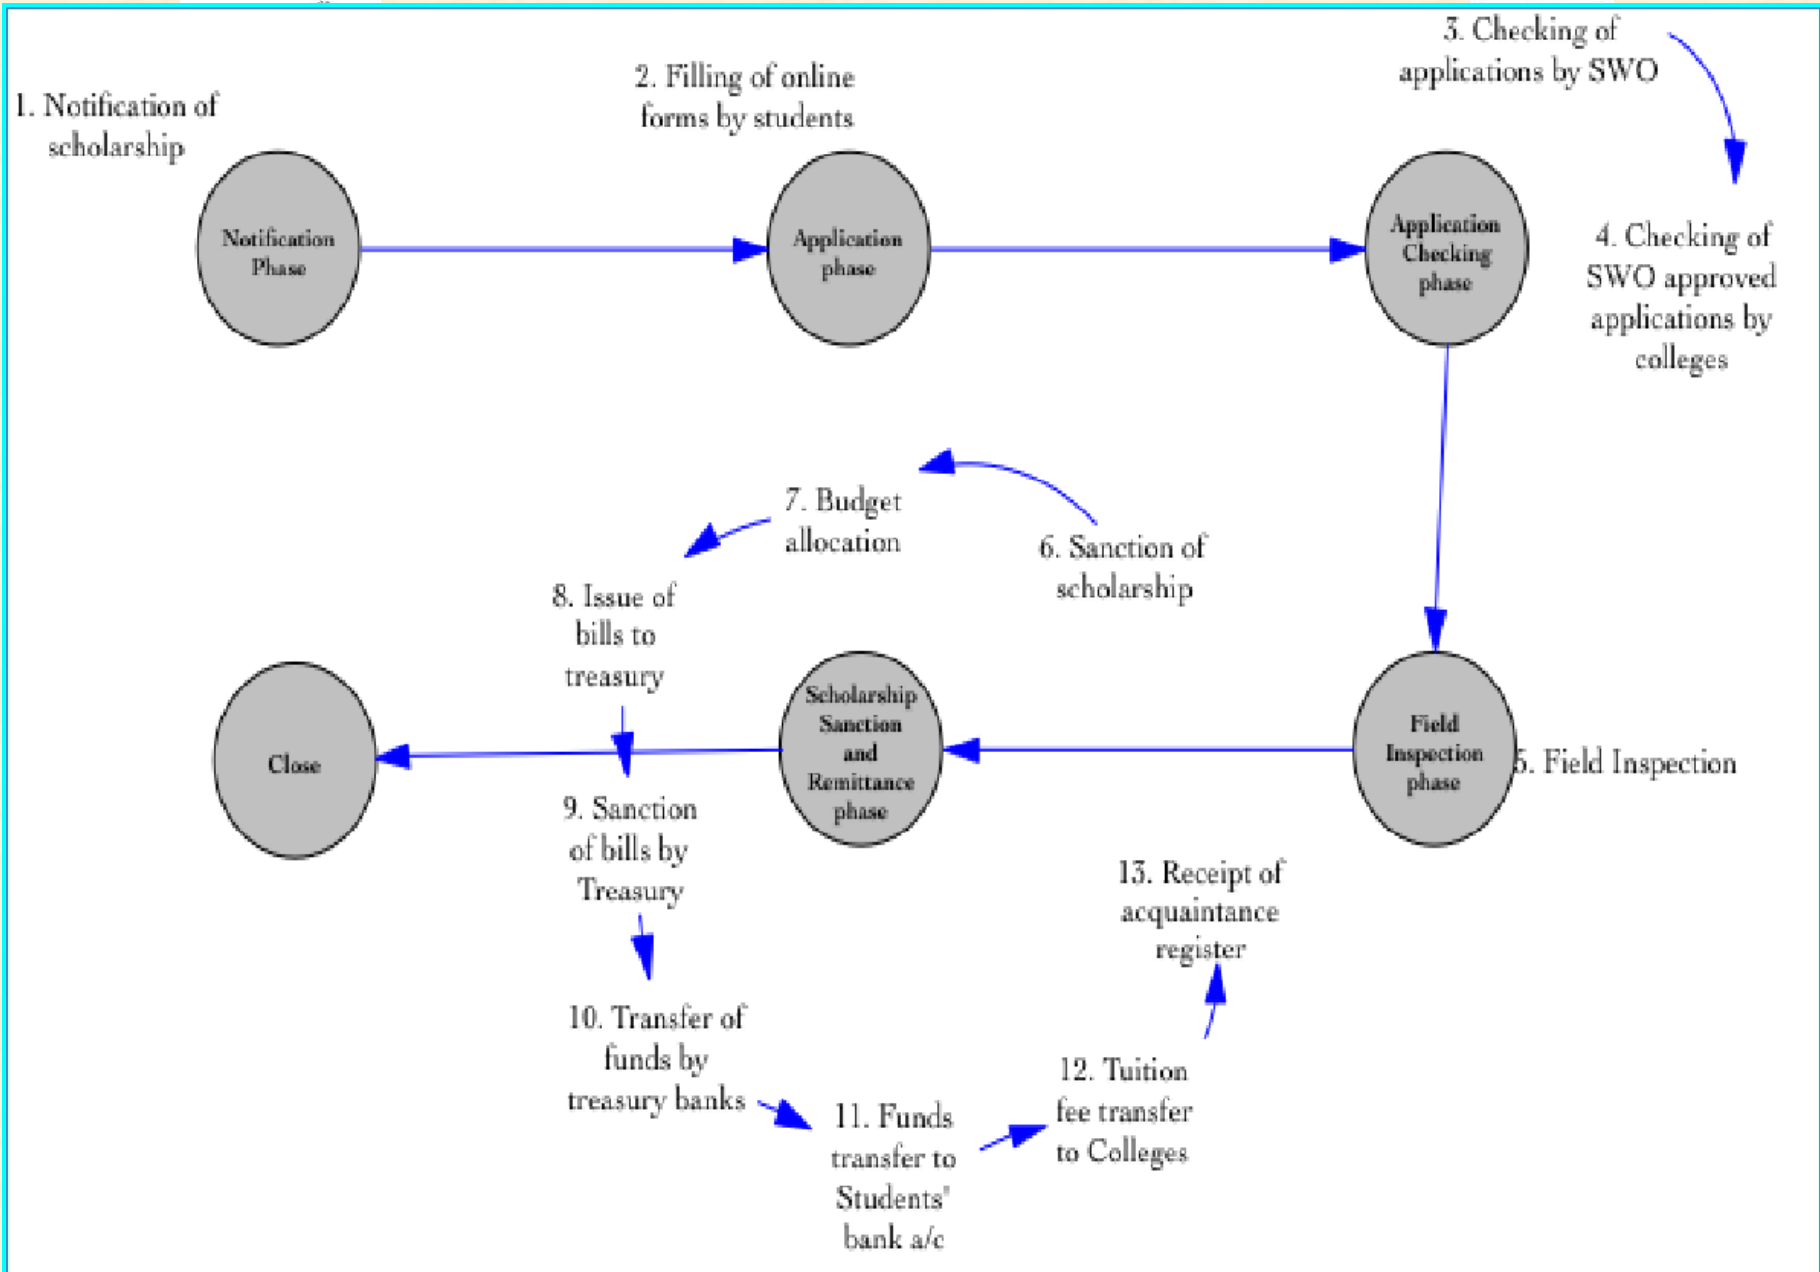 1. Notification of
scholarship
2. Filling of online
forms by students
3. Checking of
applications by SWO
Notification
Phase
Application
phase
Application
Checking
phase
4. Checking of
SWO approved
applications by
colleges
7. Budget
allocation
6. Sanction of
scholarship
8. Issue of
bills to
treasury
Close
Scholarship
Sanction
and
Remittance
phase
Field
Inspection
phase
5. Field Inspection
9. Sanction
of bills by
Treasury
13. Receipt of
acquaintance
register
10. Transfer of
funds by
treasury banks
11. Funds
transfer to
Students'
bank a/c
12. Tuition
fee transfer
to Colleges